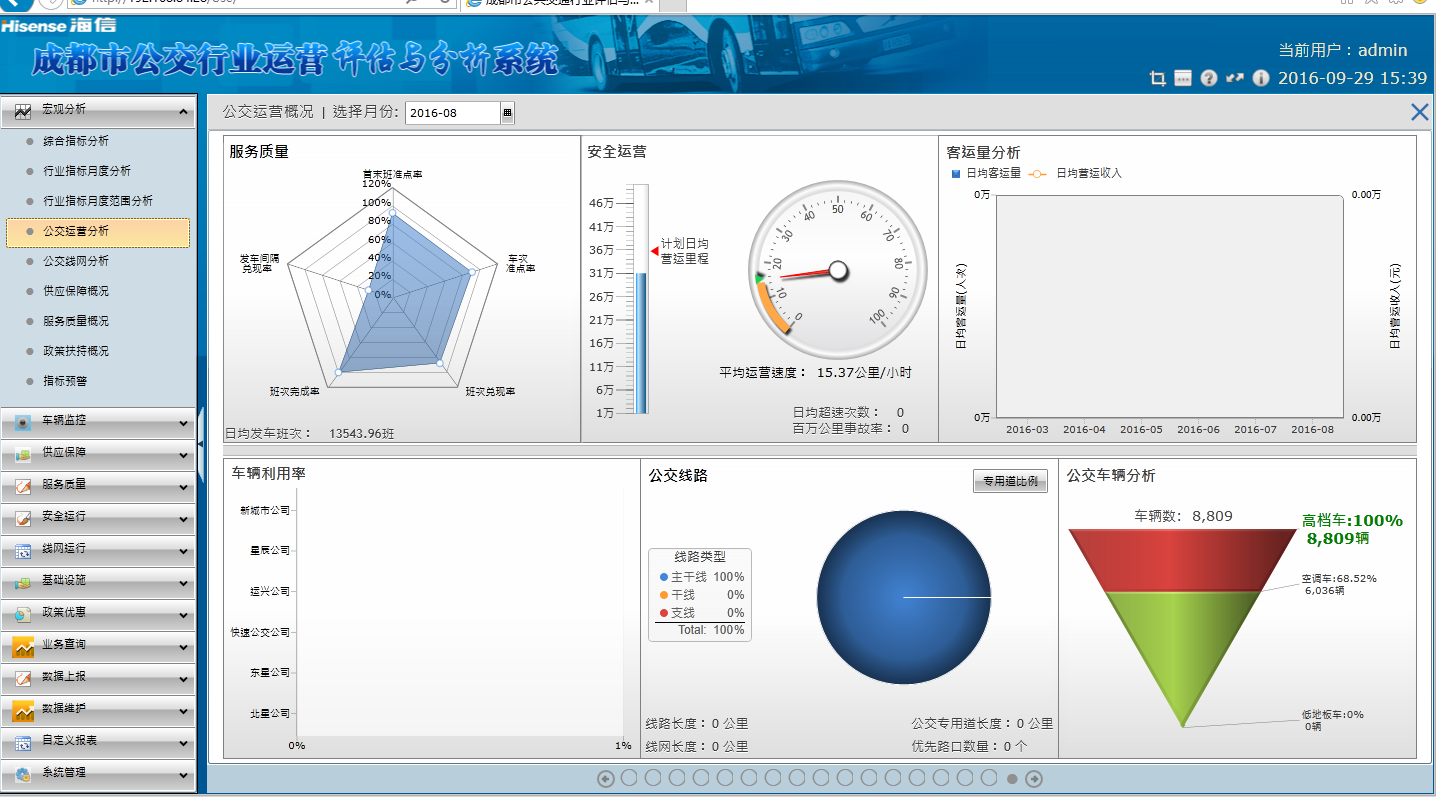 Hisense 海信
成都市公交行业运营评估与分析系统
当前用户：admin
2016-09-29 15:39
宏观分析
综合指标分析
行业指标月度分析
行业指标月度范围分析
公交运营分析
公交线网分析
供应保障概况
服务质量概况
政策扶持概况
指标预警
车辆监控
供应保障
服务质量
安全运行
线网运行
基础设施
政策优惠
业务查询
数据上报
数据维护
自定义报表
系统管理
公交运营概况 | 选择月份: 2016-08
服务质量
首末班准点率
120%
100%
80%
60%
40%
20%
0%
发车间隔
兑现率
车次
准点率
班次完成率
班次兑现率
日均发车班次： 13543.96班
安全运营
46万
41万
36万
31万
26万
21万
16万
11万
6万
1万
计划日均
营运里程
0
10
20
30
40
50
60
70
80
90
100
平均运营速度： 15.37公里/小时
日均超速次数： 0
百万公里事故率： 0
客运量分析
日均客运量 日均营运收入
0万
0.00万
日均客运量(人次)
日均营运收入(元)
0万
0.00万
2016-03 2016-04 2016-05 2016-06 2016-07 2016-08
车辆利用率
新城市公司
星辰公司
运兴公司
快速公交公司
东星公司
北星公司
0% 1%
公交线路
专用道比例
线路类型
主干线 100%
干线 0%
支线 0%
Total: 100%
线路长度：0 公里
公交专用道长度：0 公里
线网长度：0 公里
优先路口数量：0 个
公交车辆分析
车辆数: 8,809
高档车:100%
8,809辆
空调车:68.52%
6,036辆
低地板车:0%
0辆